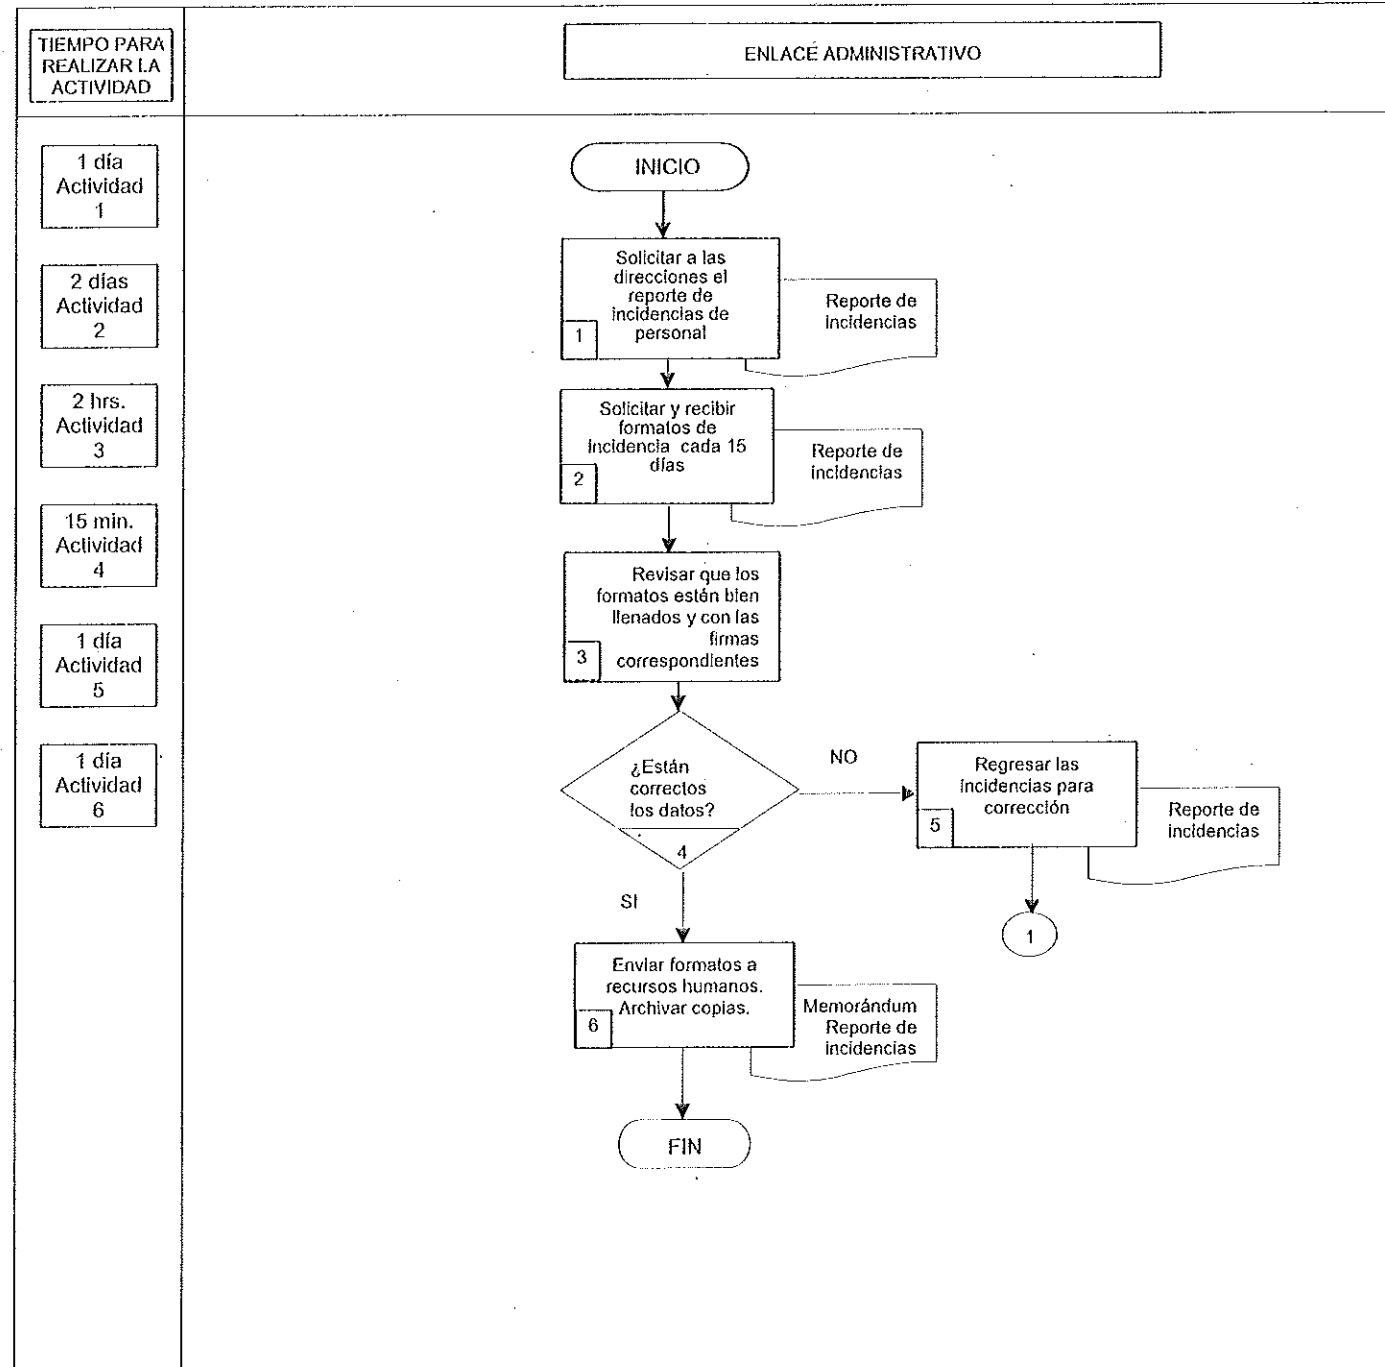 TIEMPO PARA
REALIZAR LA
ACTIVIDAD
ENLACE ADMINISTRATIVO
1 día
Actividad
1
2 días
Actividad
2
2 hrs.
Actividad
3
15 min.
Actividad
4
1 día
Actividad
5
1 día
Actividad
6
INICIO
Solicitar a las
direcciones el
reporte de
incidencias de
personal
1
Reporte de
incidencias
Solicitar y recibir
formatos de
incidencia cada 15
días
2
Reporte de
incidencias
Revisar que los
formatos estén bien
llenados y con las
firmas
correspondientes
3
¿Están
correctos
los datos?
4
NO
Regresar las
incidencias para
corrección
5
Reporte de
incidencias
1
SI
Enviar formatos a
recursos humanos.
Archivar copias.
6
Memorándum
Reporte de
incidencias
FIN